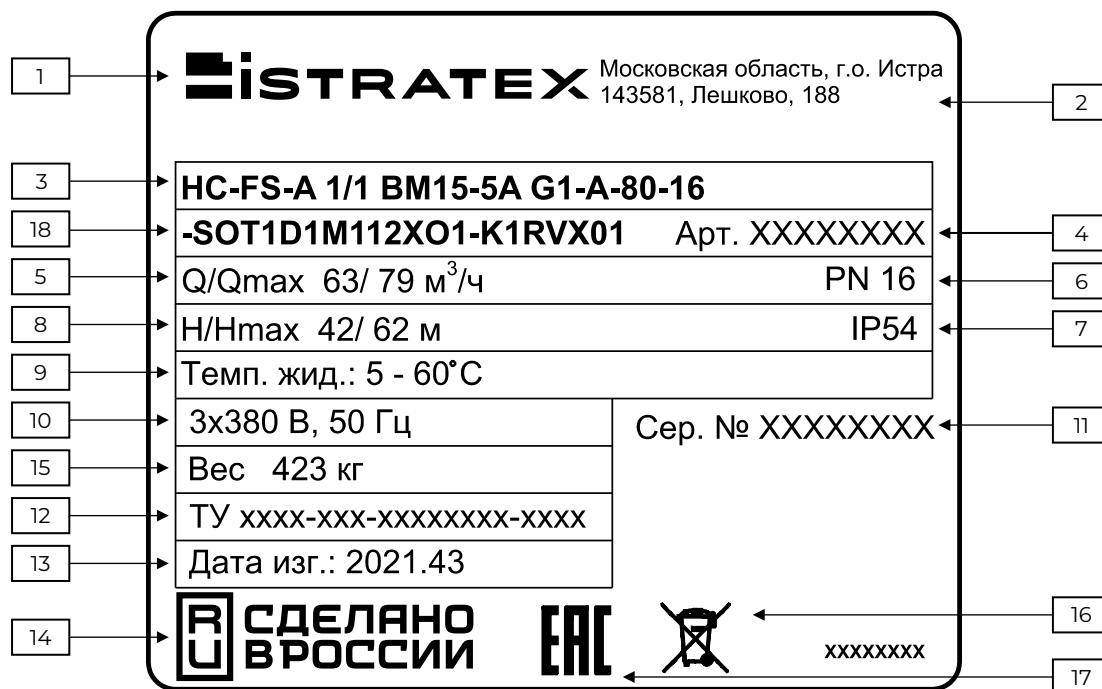 1
ISTRATEX
Московская область, г.о. Истра
143581, Лешково, 188
2
3
HC-FS-A 1/1 BM15-5A G1-A-80-16
18
-SOT1D1M112XO1-K1RVX01 Арт. XXXXXXXX
4
5
Q/Qmax 63/ 79 м³/ч PN 16
6
8
H/Hmax 42/ 62 м IP54
7
9
Темп. жид.: 5 - 60°C
10
3x380 В, 50 Гц
Сер. № XXXXXXXX
11
15
Вес 423 кг
12
ТУ xxxx-xxx-xxxxxxxx-xxxx
13
Дата изг.: 2021.43
14
RU
СДЕЛАНО
В РОССИИ
EAC
16
xxxxxxxx
17